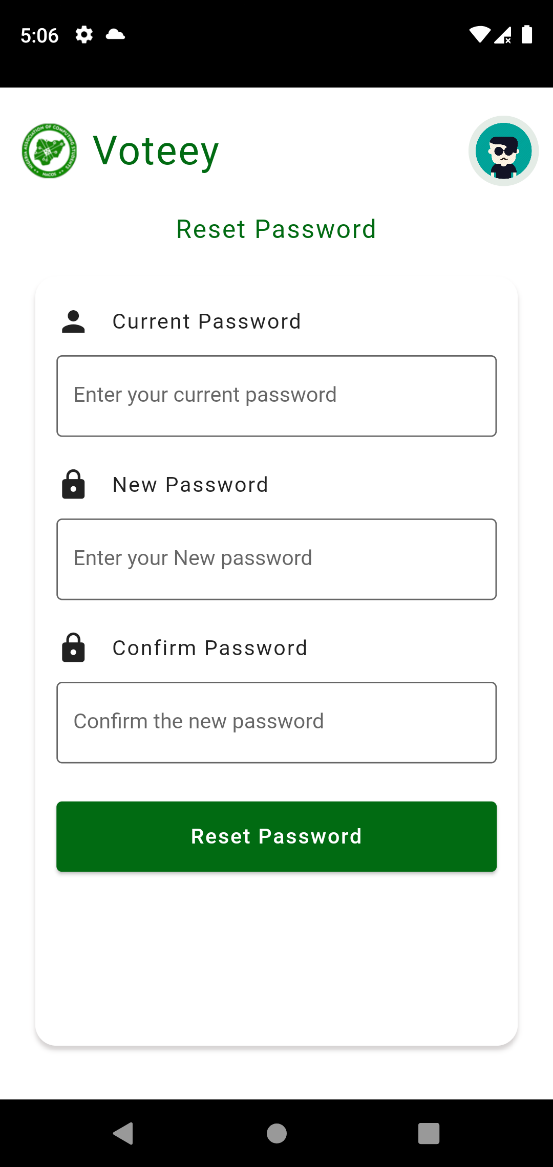 5:06
Voteey
Reset Password
Current Password
Enter your current password
New Password
Enter your New password
Confirm Password
Confirm the new password
Reset Password